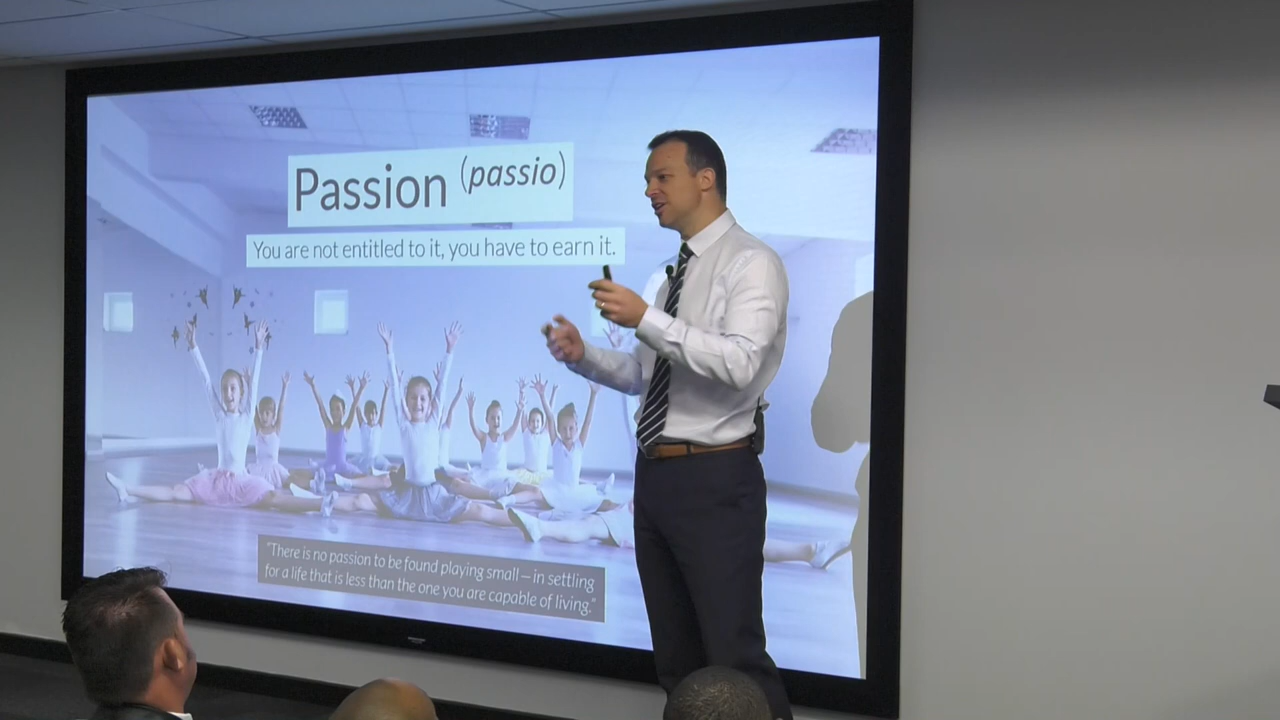 Passion (passio)
You are not entitled to it, you have to earn it.
"There is no passion to be found playing small—in settling
for a life that is less than the one you are capable of living."